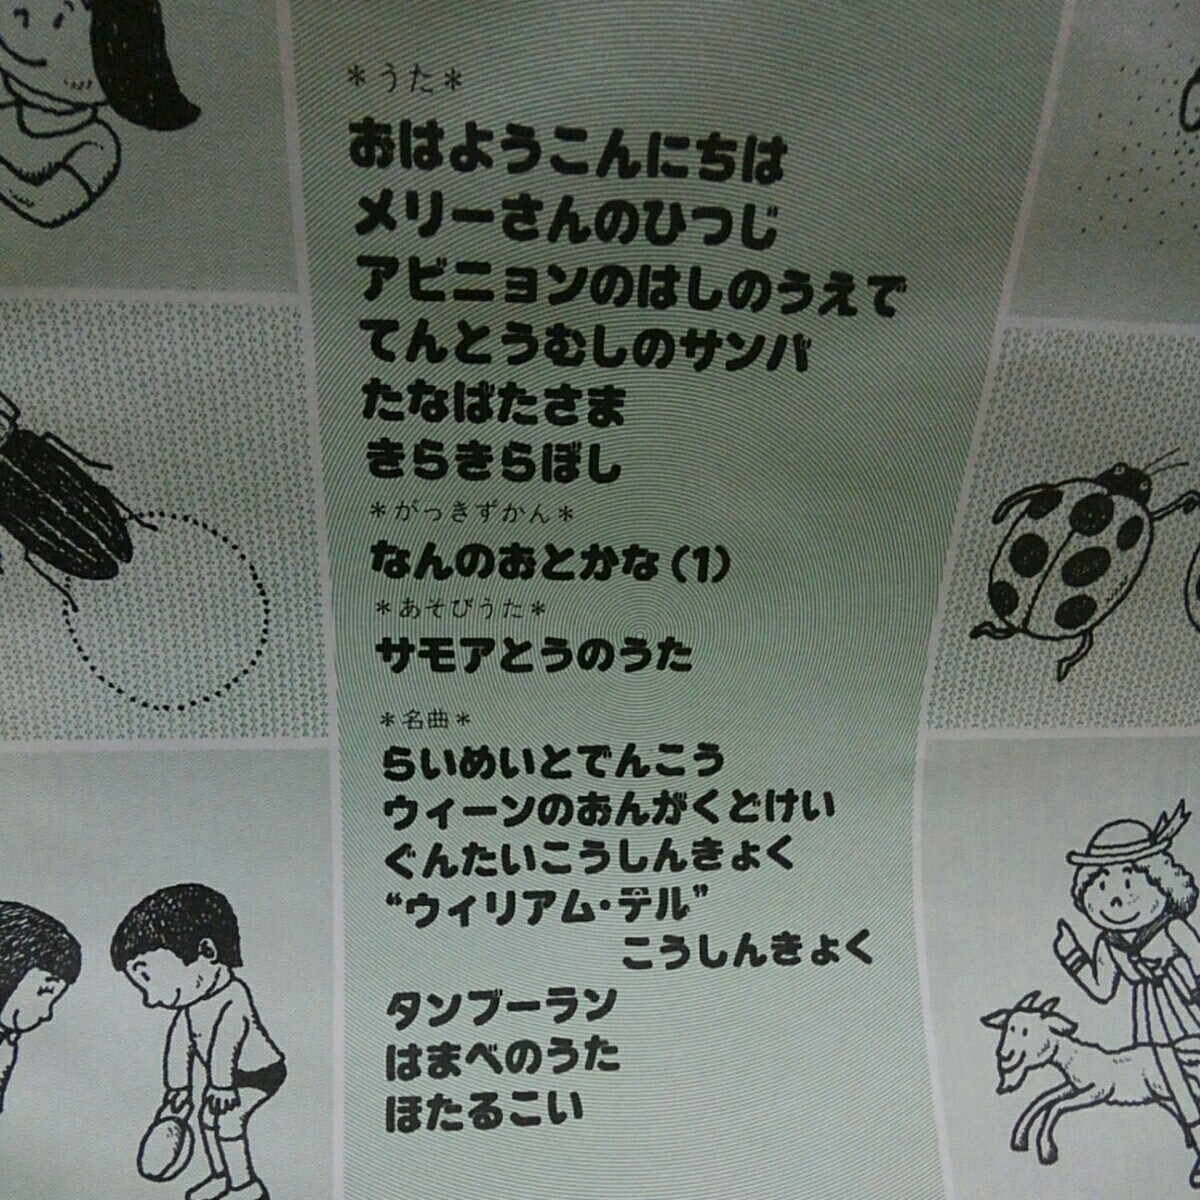 ＊うた＊
おはようこんにちは
メリーさんのひつじ
アビニョンのはしのうえで
てんとうむしのサンバ
たなばたさま
きらきらぼし
＊がっきずかん＊
なんのおとかな(1)
＊あそびうた＊
サモアとうのうた
＊名曲＊
らいめいとでんこう
ウィーンのおんがくどけい
ぐんたいこうしんきょく
“ウィリアム・テル”
こうしんきょく
タンブーラン
はまべのうた
ほたるこい